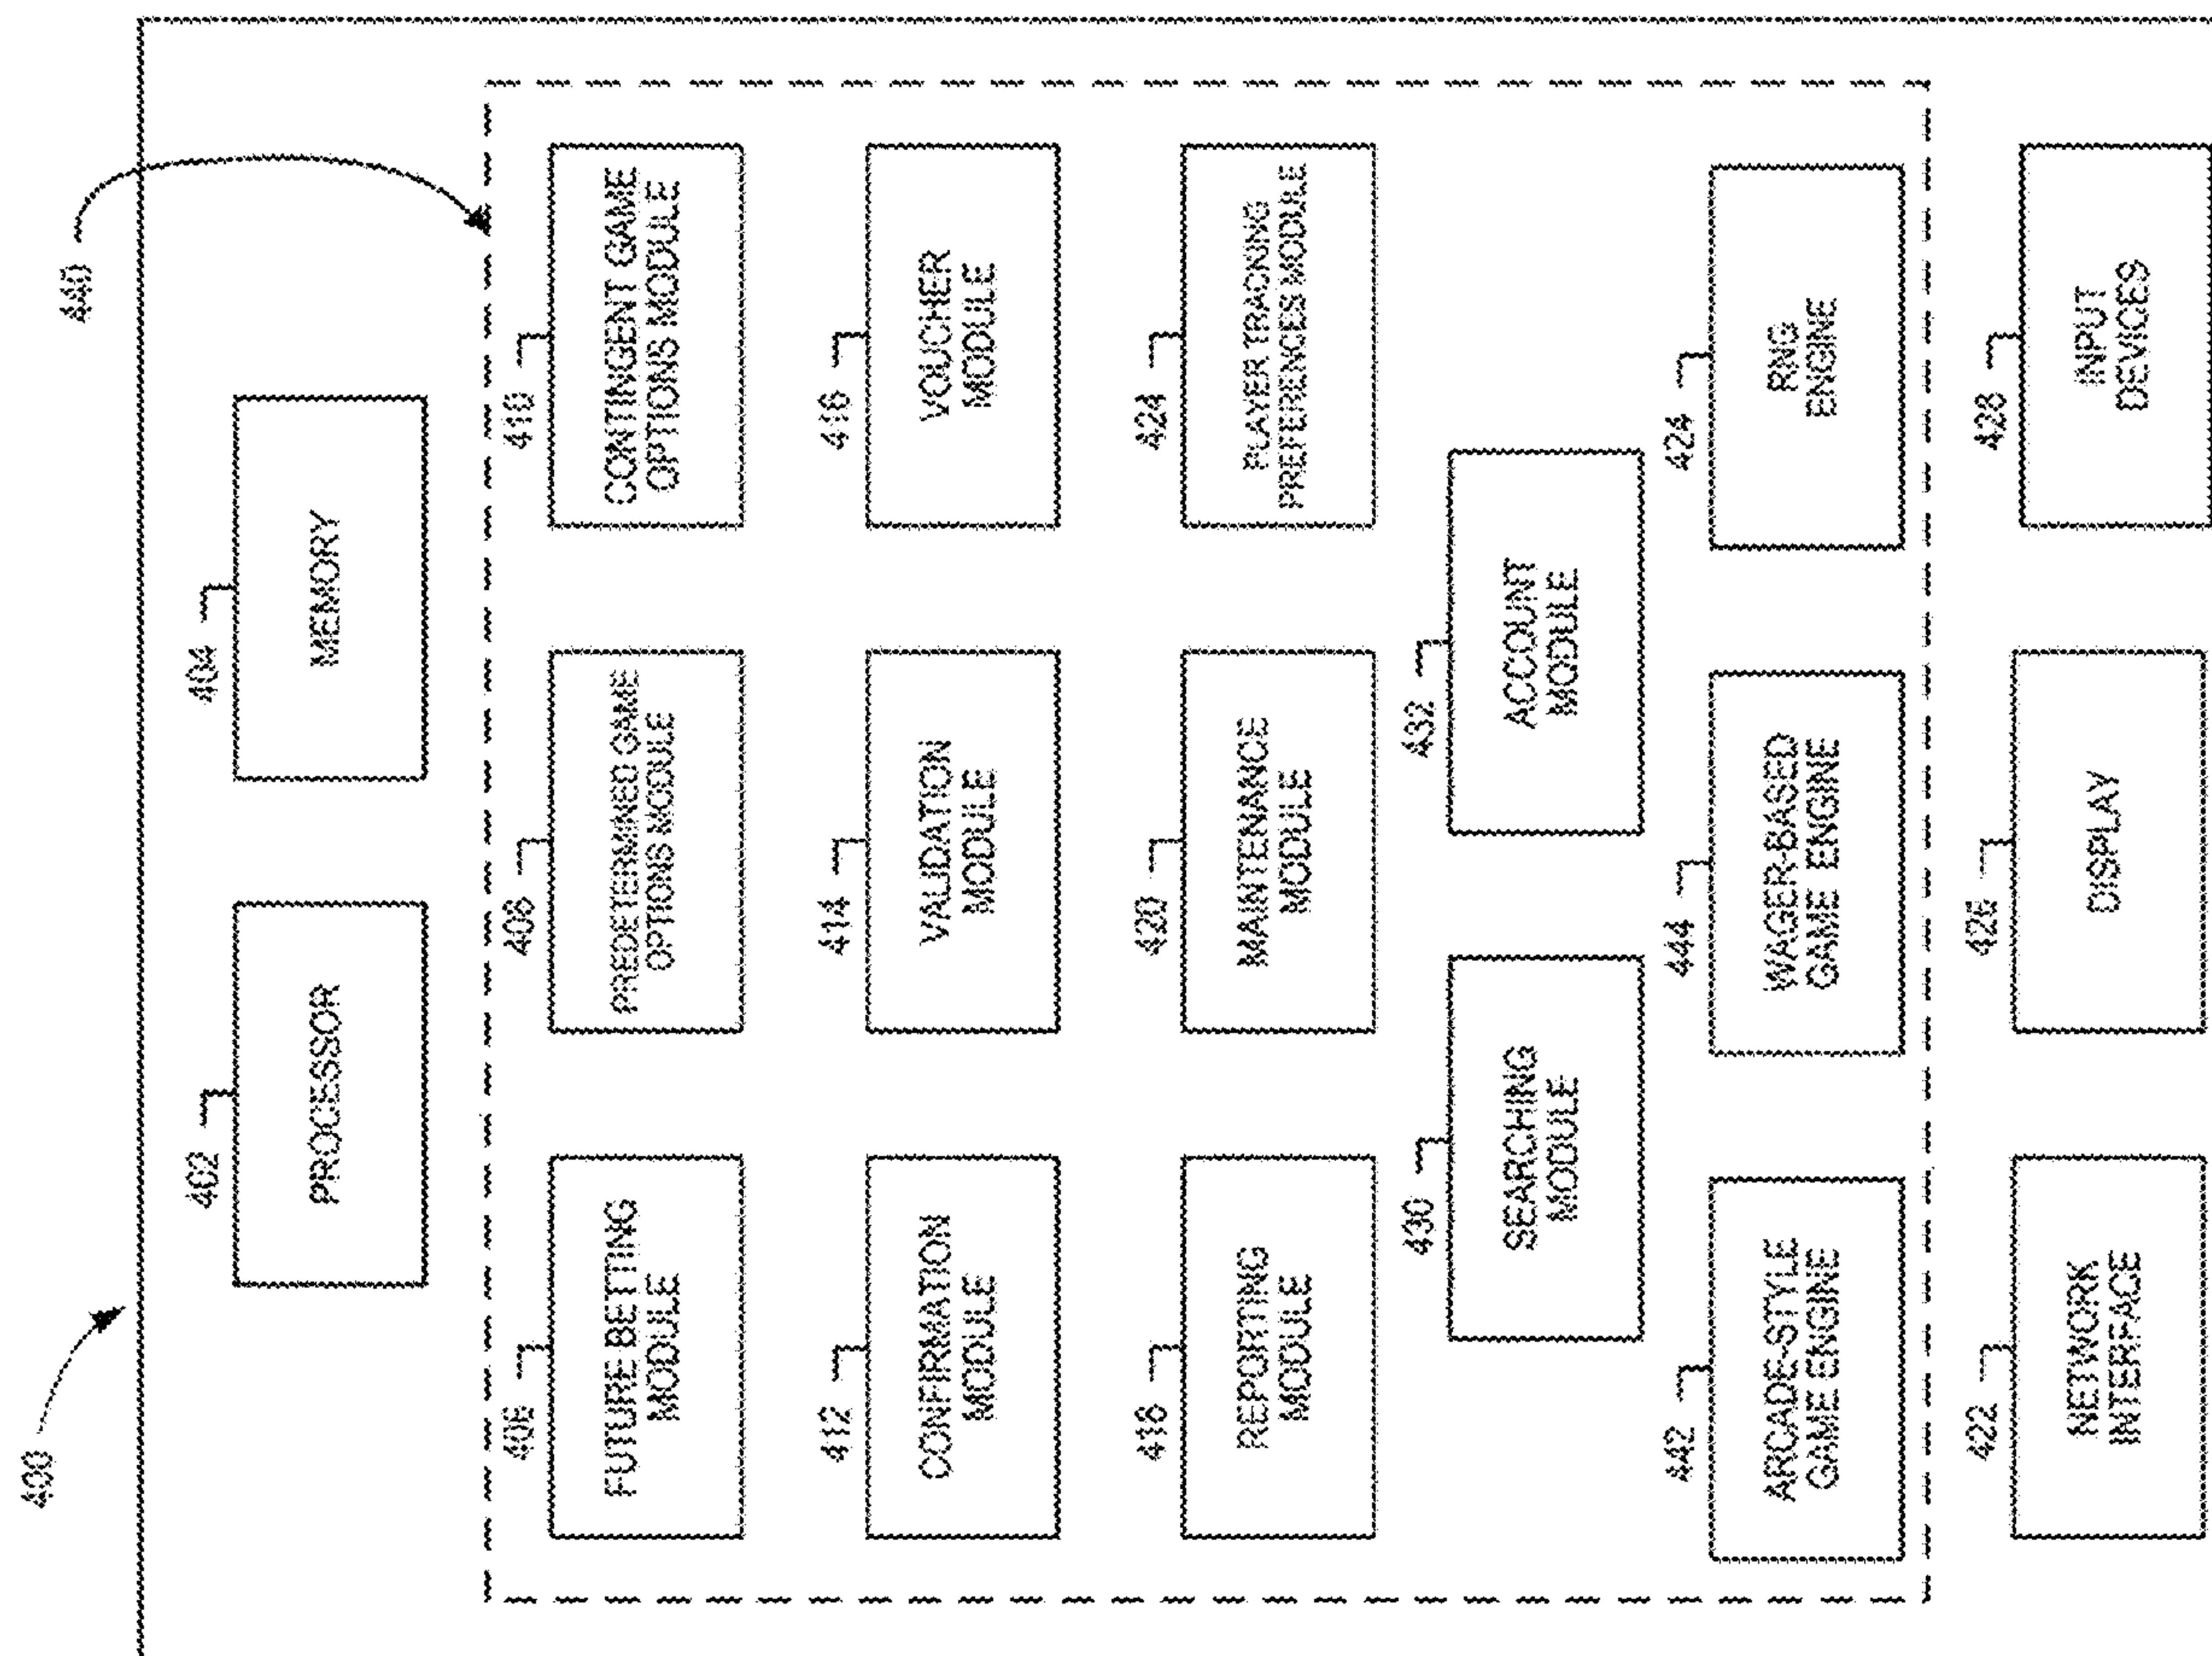 400
440
402
PROCESSOR
404
MEMORY
406
FUTURE BETTING
MODULE
408
PREDETERMINED GAME
OPTIONS MODULE
410
CONTINGENT GAME
OPTIONS MODULE
412
CONFIRMATION
MODULE
414
VALIDATION
MODULE
416
VOUCHER
MODULE
418
REPORTING
MODULE
420
MAINTENANCE
MODULE
424
PLAYER TRACKING
PREFERENCES MODULE
430
SEARCHING
MODULE
432
ACCOUNT
MODULE
442
ARCADE-STYLE
GAME ENGINE
444
WAGER-BASED
GAME ENGINE
424
RNG
ENGINE
422
NETWORK
INTERFACE
426
DISPLAY
428
INPUT
DEVICES